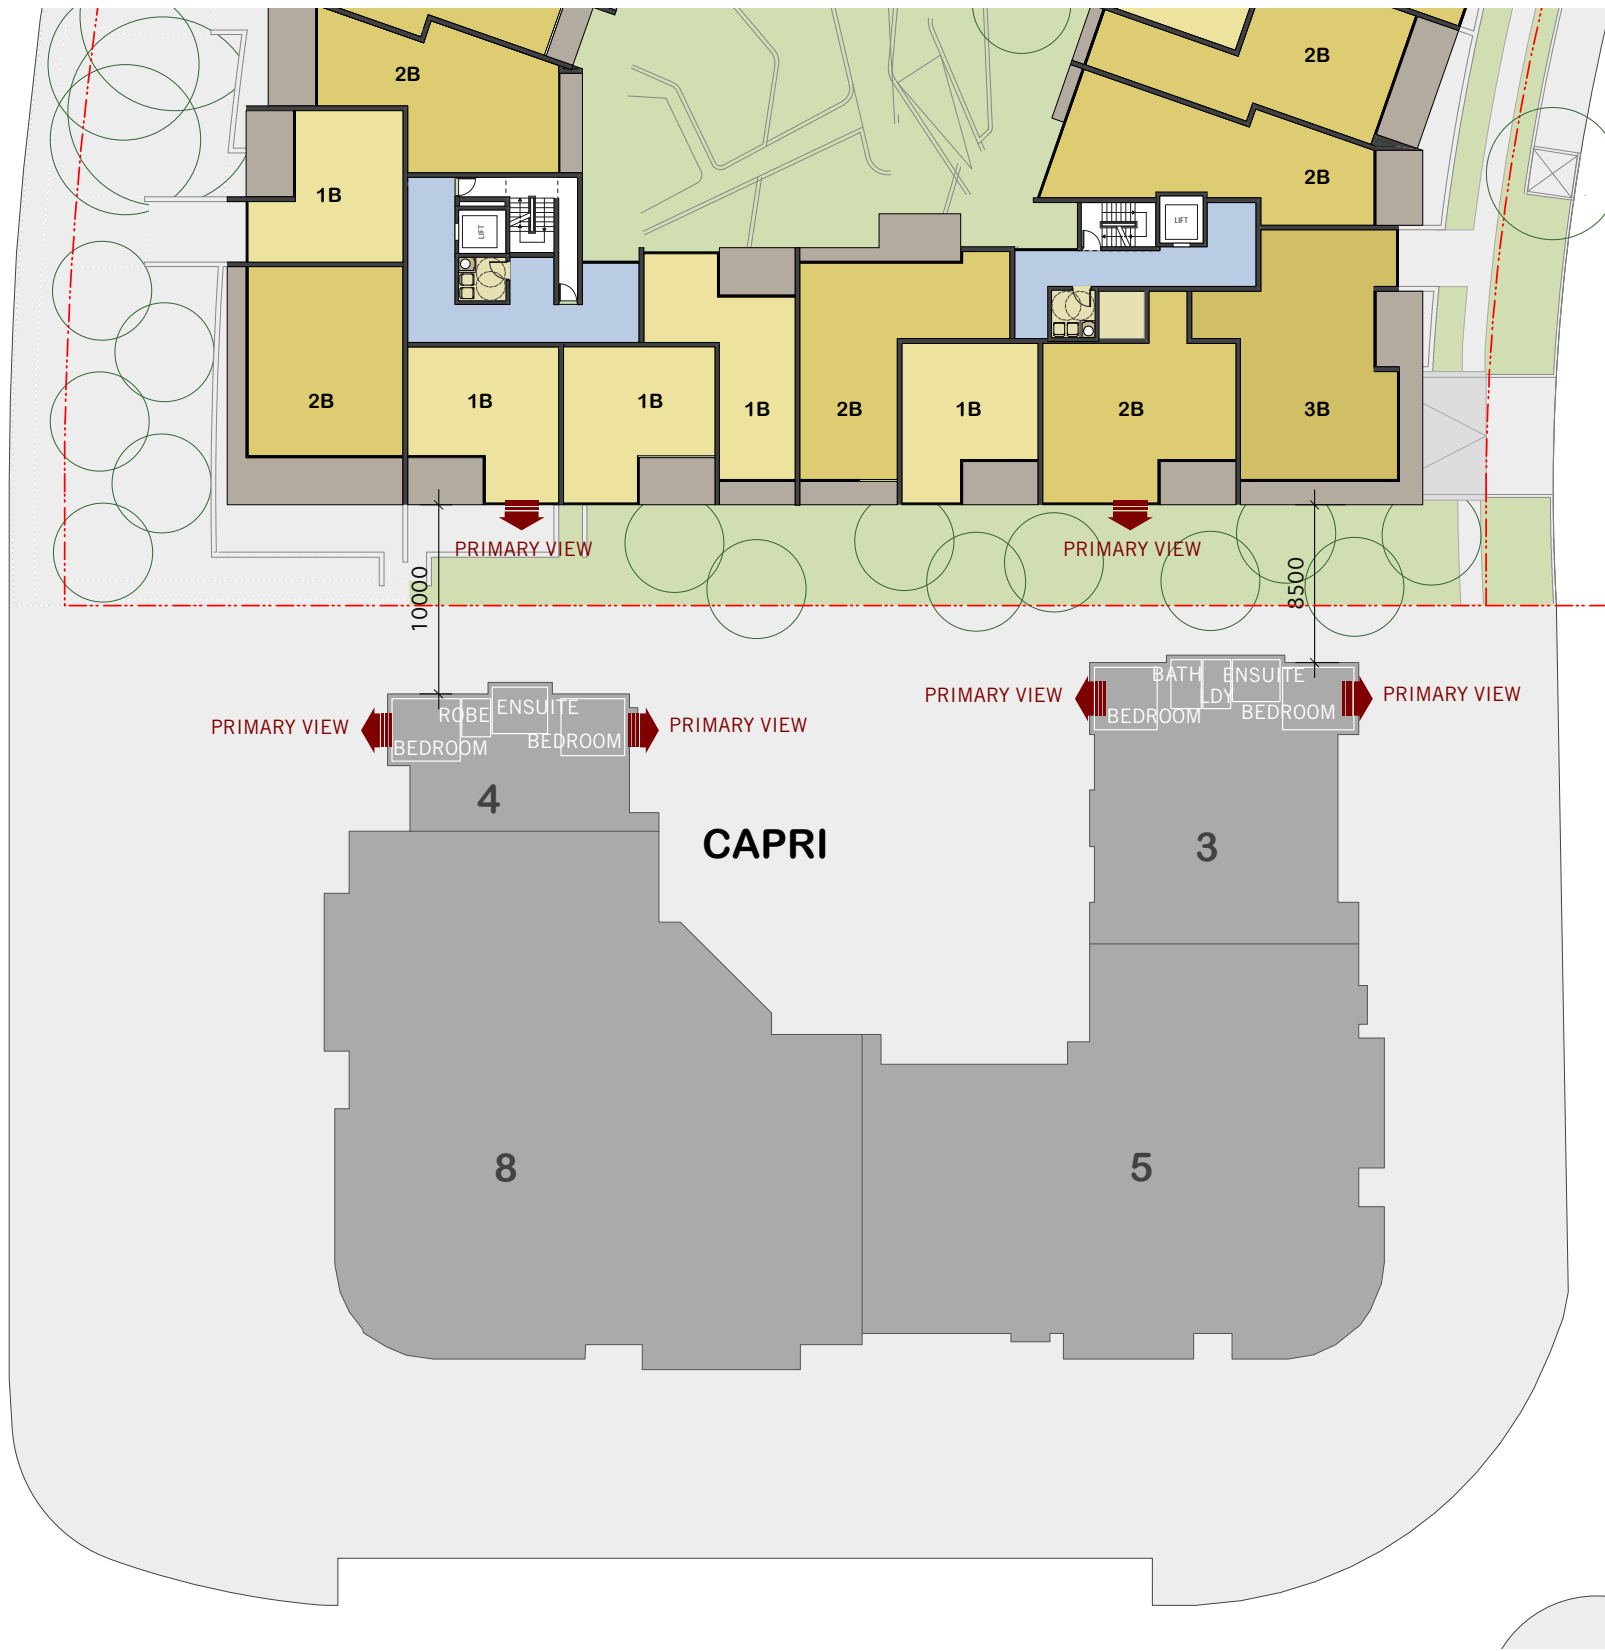 2B
2B
2B
1B
LIFT
LIFT
2B
1B
1B
1B
2B
1B
2B
3B
PRIMARY VIEW
PRIMARY VIEW
10000
8500
BATH
ENSUITE
LDY
BEDROOM
BEDROOM
PRIMARY VIEW
PRIMARY VIEW
ROBE
ENSUITE
BEDROOM
BEDROOM
PRIMARY VIEW
PRIMARY VIEW
4
CAPRI
3
8
5